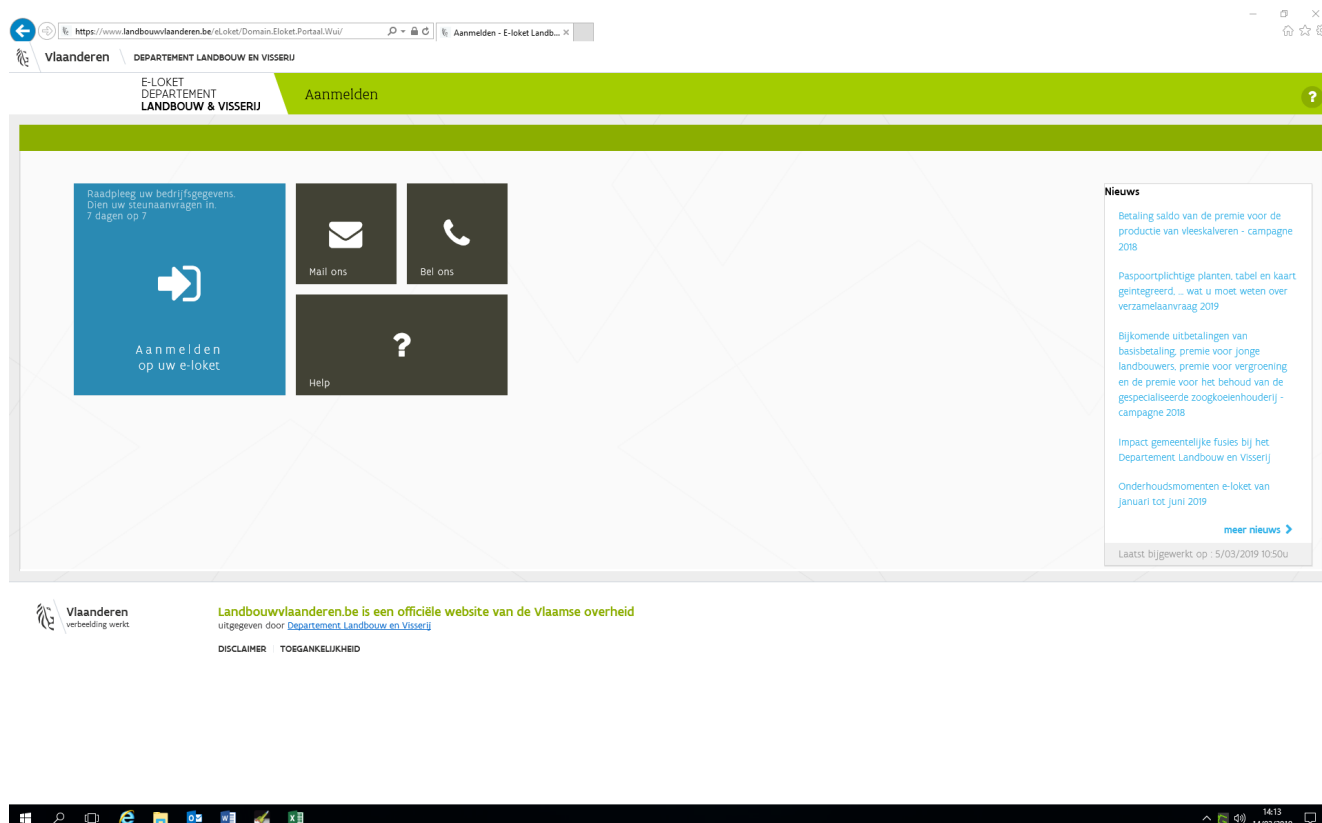 https://www.landbouwvlaanderen.be/eLoket/Domain.Eloket.Portaal.Wui/
Aanmelden - E-loket Landb...
Vlaanderen
DEPARTEMENT LANDBOUW EN VISSERIJ
E-LOKET
DEPARTEMENT
LANDBOUW & VISSERIJ
Aanmelden
?
Raadpleeg uw bedrijfsgegevens.
Dien uw steunaanvragen in.
7 dagen op 7
Aanmelden
op uw e-loket
Mail ons
Bel ons
?
Help
Nieuws
Betaling saldo van de premie voor de
productie van vleeskalveren - campagne
2018
Paspoortplichtige planten, tabel en kaart
geïntegreerd, ... wat u moet weten over
verzamelaanvraag 2019
Bijkomende uitbetalingen van
basisbetaling, premie voor jonge
landbouwers, premie voor vergroening
en de premie voor het behoud van de
gespecialiseerde zoogkoeienhouderij -
campagne 2018
Impact gemeentelijke fusies bij het
Departement Landbouw en Visserij
Onderhoudsmomenten e-loket van
januari tot juni 2019
meer nieuws
Laatst bijgewerkt op : 5/03/2019 10:50u
Vlaanderen
verbeelding werkt
Landbouwvlaanderen.be is een officiële website van de Vlaamse overheid
uitgegeven door Departement Landbouw en Visserij
DISCLAIMER TOEGANKELIJKHEID
14:13